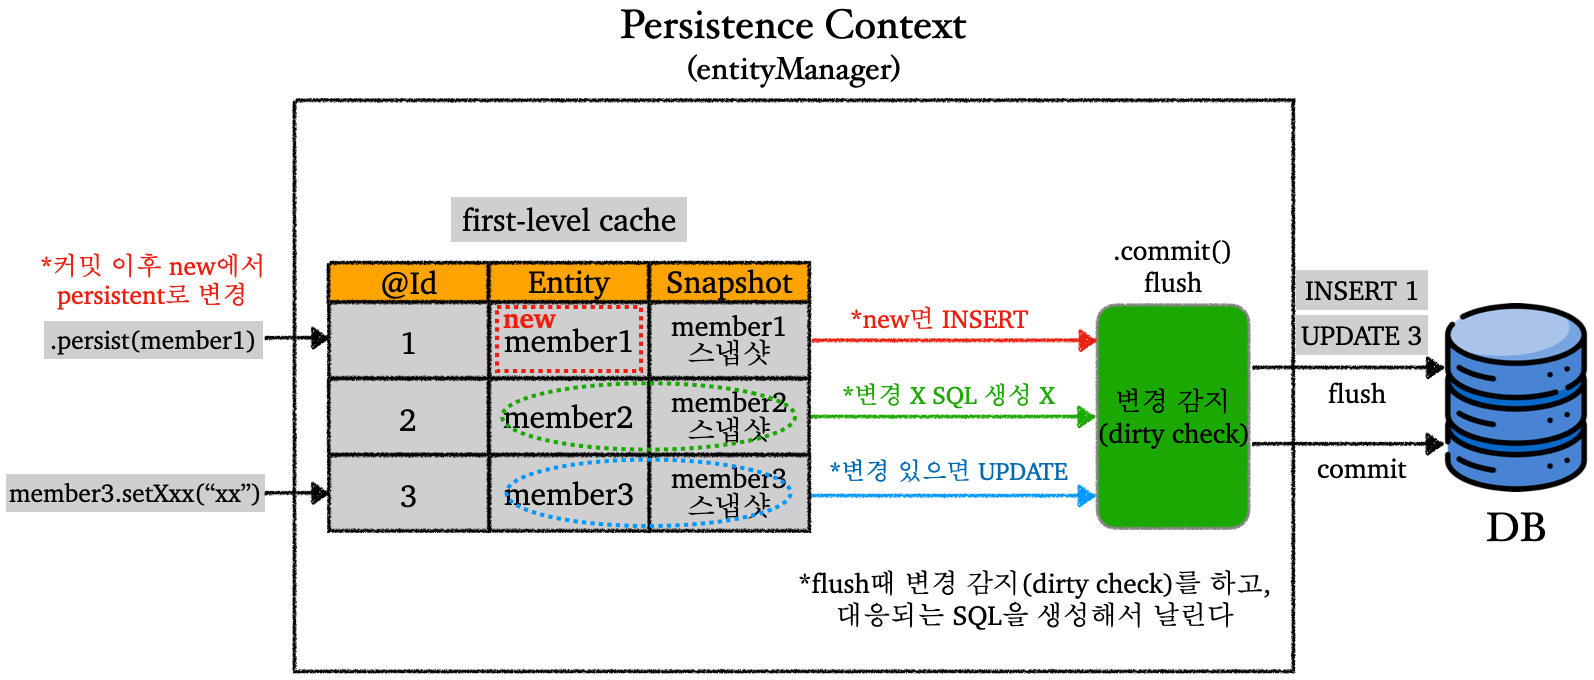 Persistence Context
(entityManager)
first-level cache
*커밋 이후 new에서
persistent로 변경
.persist(member1)
member3.setXxx(“xx”)
@Id
Entity
Snapshot
1
new
member1
member1
스냅샷
2
member2
member2
스냅샷
3
member3
member3
스냅샷
*new면 INSERT
*변경 X SQL 생성 X
*변경 있으면 UPDATE
.commit()
flush
변경 감지
(dirty check)
INSERT 1
UPDATE 3
flush
commit
DB
*flush때 변경 감지(dirty check)를 하고,
대응되는 SQL을 생성해서 날린다